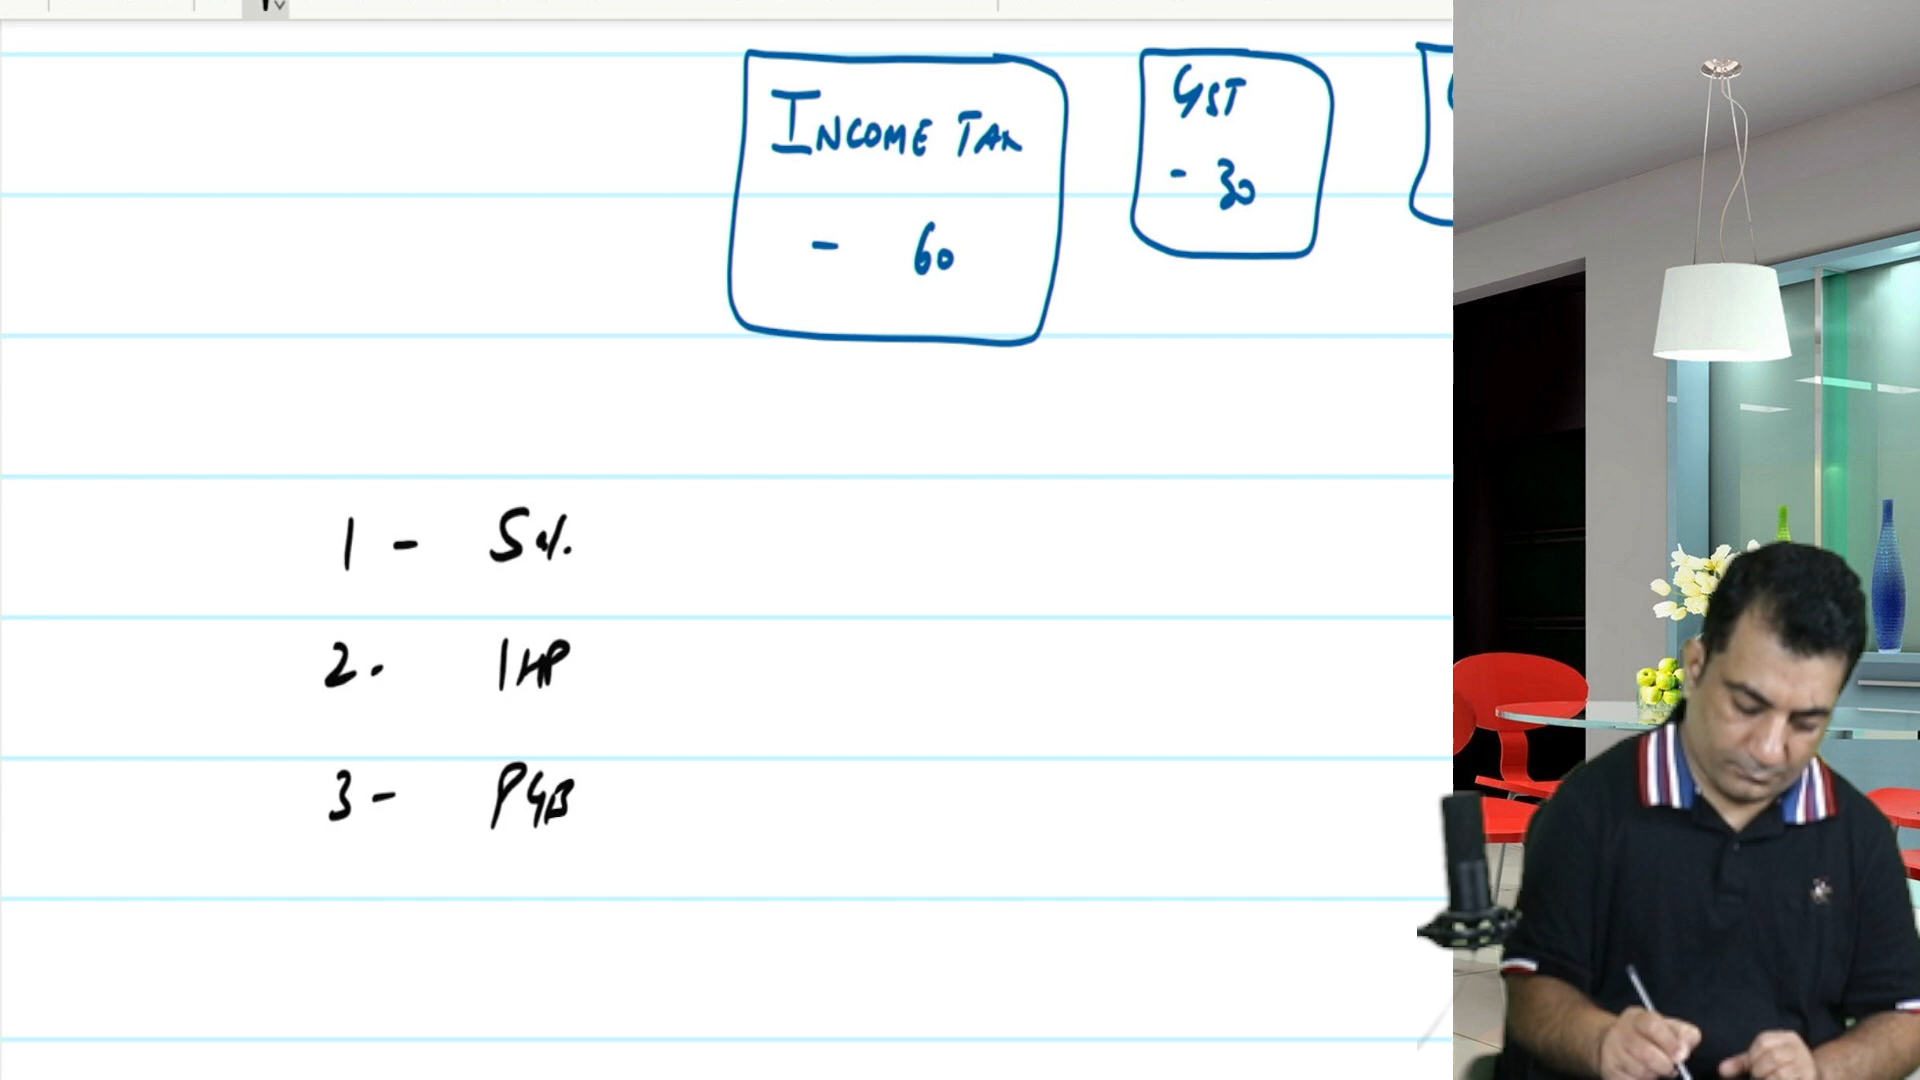 INCOME TAX
- 60
GST
- 30
1 - Sal.
2. IHP
3 - PGB